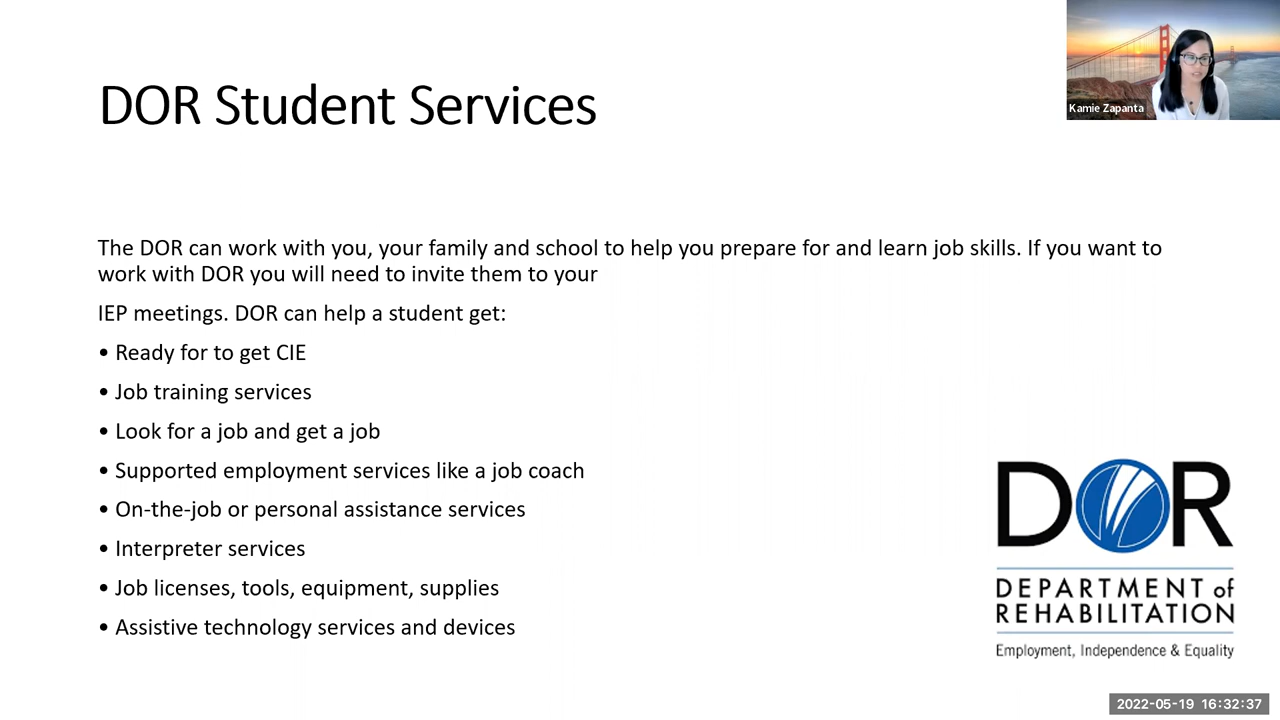 DOR Student Services
Kamie Zapanta
The DOR can work with you, your family and school to help you prepare for and learn job skills. If you want to
work with DOR you will need to invite them to your
IEP meetings. DOR can help a student get:
• Ready for to get CIE
• Job training services
• Look for a job and get a job
• Supported employment services like a job coach
• On-the-job or personal assistance services
• Interpreter services
• Job licenses, tools, equipment, supplies
• Assistive technology services and devices
DOR
DEPARTMENT of
REHABILITATION
Employment, Independence & Equality
2022-05-19 16:32:37